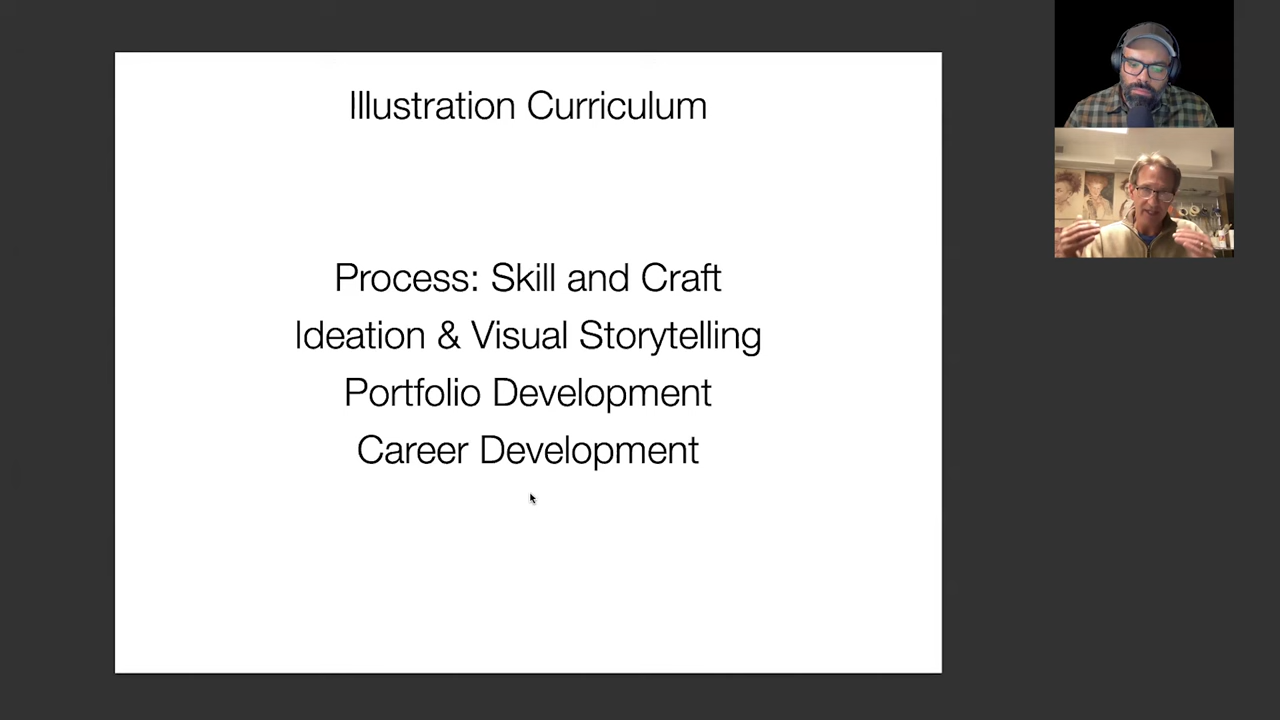 Illustration Curriculum
Process: Skill and Craft
Ideation & Visual Storytelling
Portfolio Development
Career Development